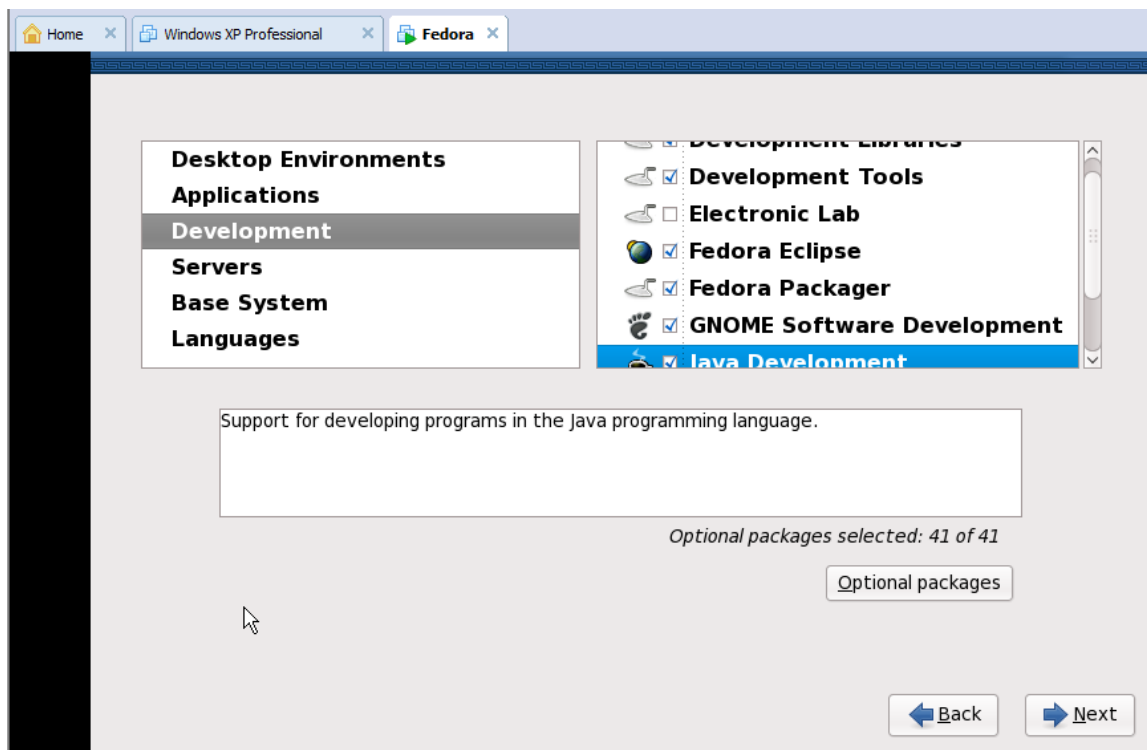 Home
Windows XP Professional
Fedora
Desktop Environments
Applications
Development
Servers
Base System
Languages
Development Libraries
Development Tools
Electronic Lab
Fedora Eclipse
Fedora Packager
GNOME Software Development
Java Development
Support for developing programs in the Java programming language.
Optional packages selected: 41 of 41
Optional packages
Back
Next